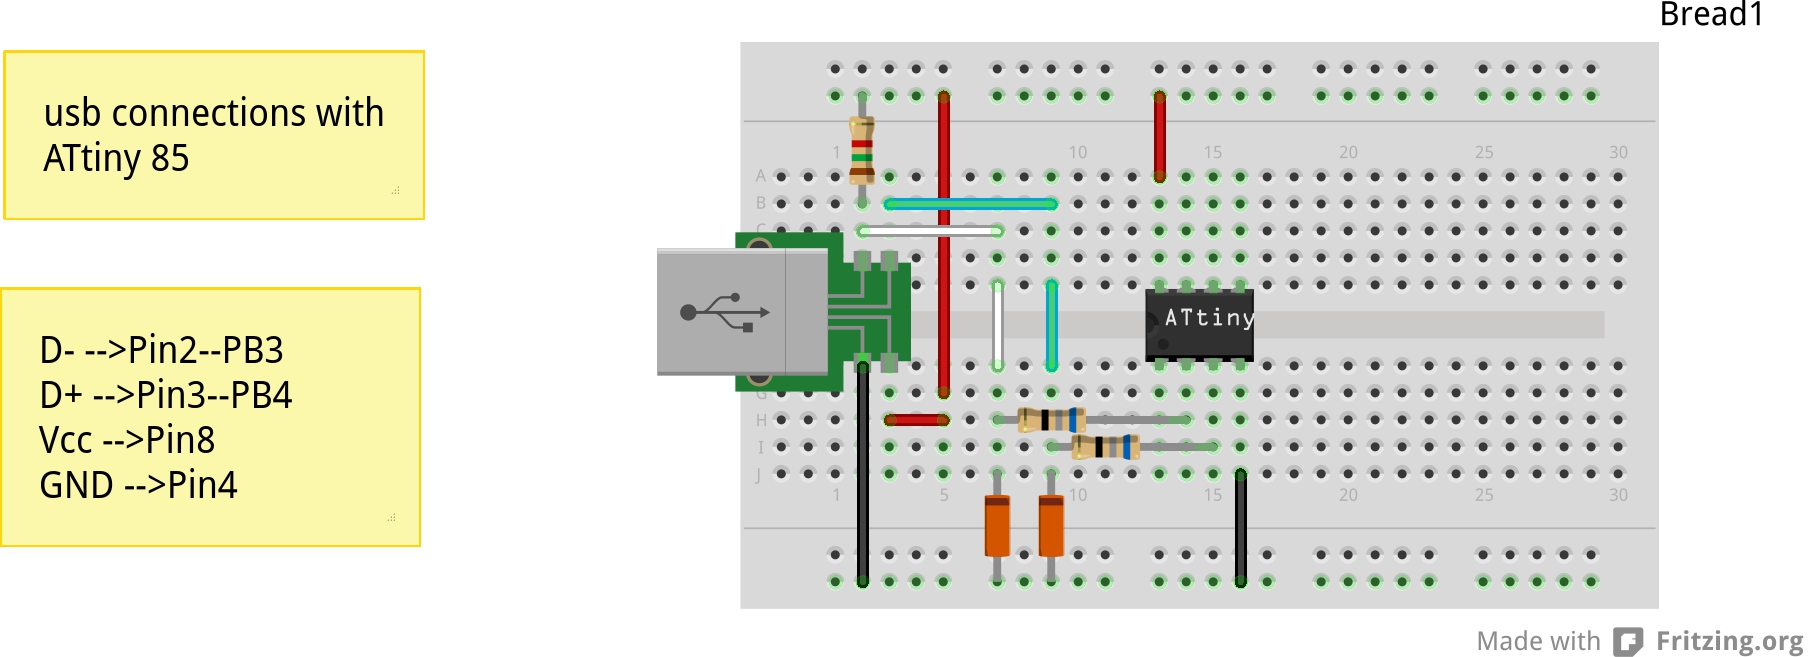 Bread1
usb connections with
ATtiny 85
D- -->Pin2--PB3
D+ -->Pin3--PB4
Vcc -->Pin8
GND -->Pin4
1 10 15 20 25 30
A
B
C
ATtiny
G
H
I
J
1 5 10 15 20 25 30
Made with Fritzing.org